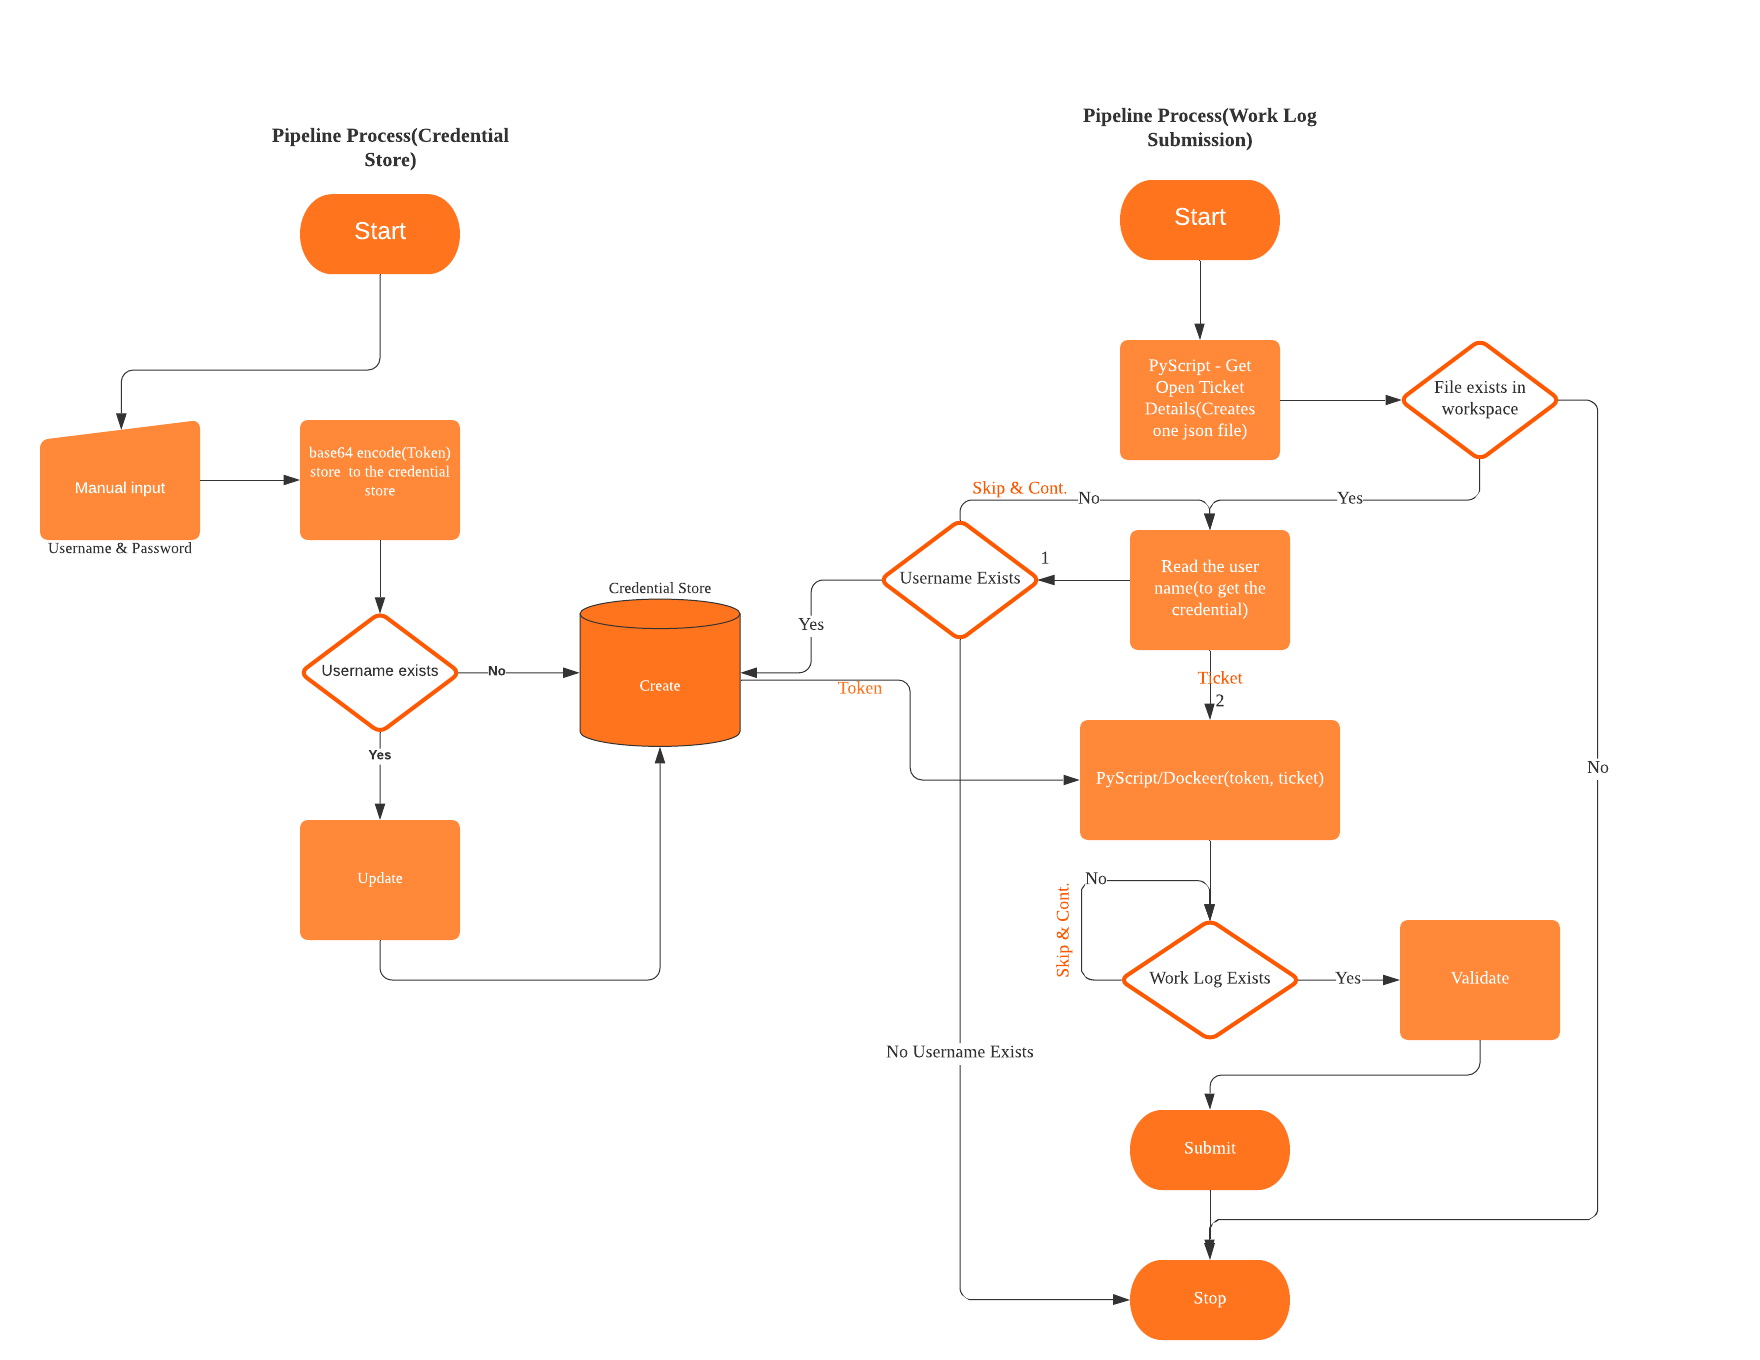 Pipeline Process(Credential
Store)
Start
Manual input
Username & Password
base64 encode(Token)
store  to the credential
store
Username exists
No
Yes
Update
Credential Store
Create
Token
Pipeline Process(Work Log
Submission)
Start
PyScript - Get
Open Ticket
Details(Creates
one json file)
File exists in
workspace
Yes
No
Skip & Cont.
No
Username Exists
1
Yes
Read the user
name(to get the
credential)
Ticket
2
PyScript/Dockeer(token, ticket)
No
Skip & Cont.
Work Log Exists
Yes
Validate
No Username Exists
Submit
Stop